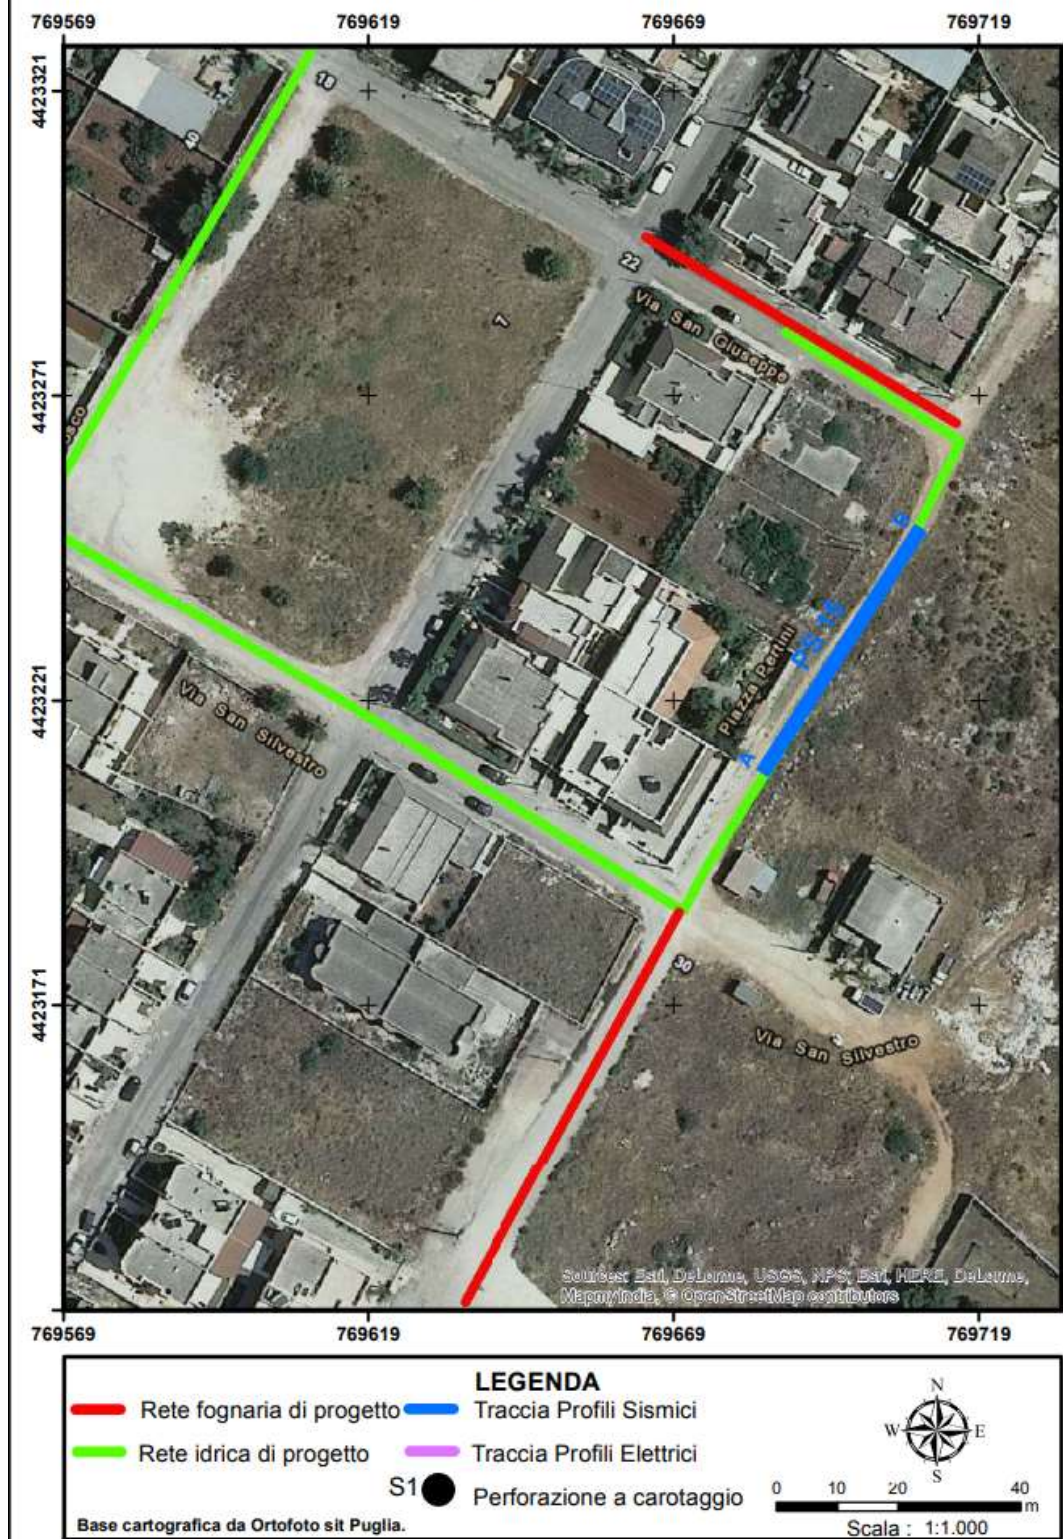 769569 769619 769669 769719
4423321
18
22
7
Via San Giuseppe
4423271
B
PS 15
Piazza Pertini
4423221
Via San Silvestro
A
30
4423171
Via San Silvestro
Sources: Esri, DeLorme, USGS, NPS; Esri, HERE, DeLorme,
MapmyIndia, © OpenStreetMap contributors
769569 769619 769669 769719
LEGENDA
Rete fognaria di progetto
Traccia Profili Sismici
Rete idrica di progetto
Traccia Profili Elettrici
S1
Perforazione a carotaggio
Base cartografica da Ortofoto sit Puglia.
N
W E
S
0 10 20 40
m
Scala : 1:1.000